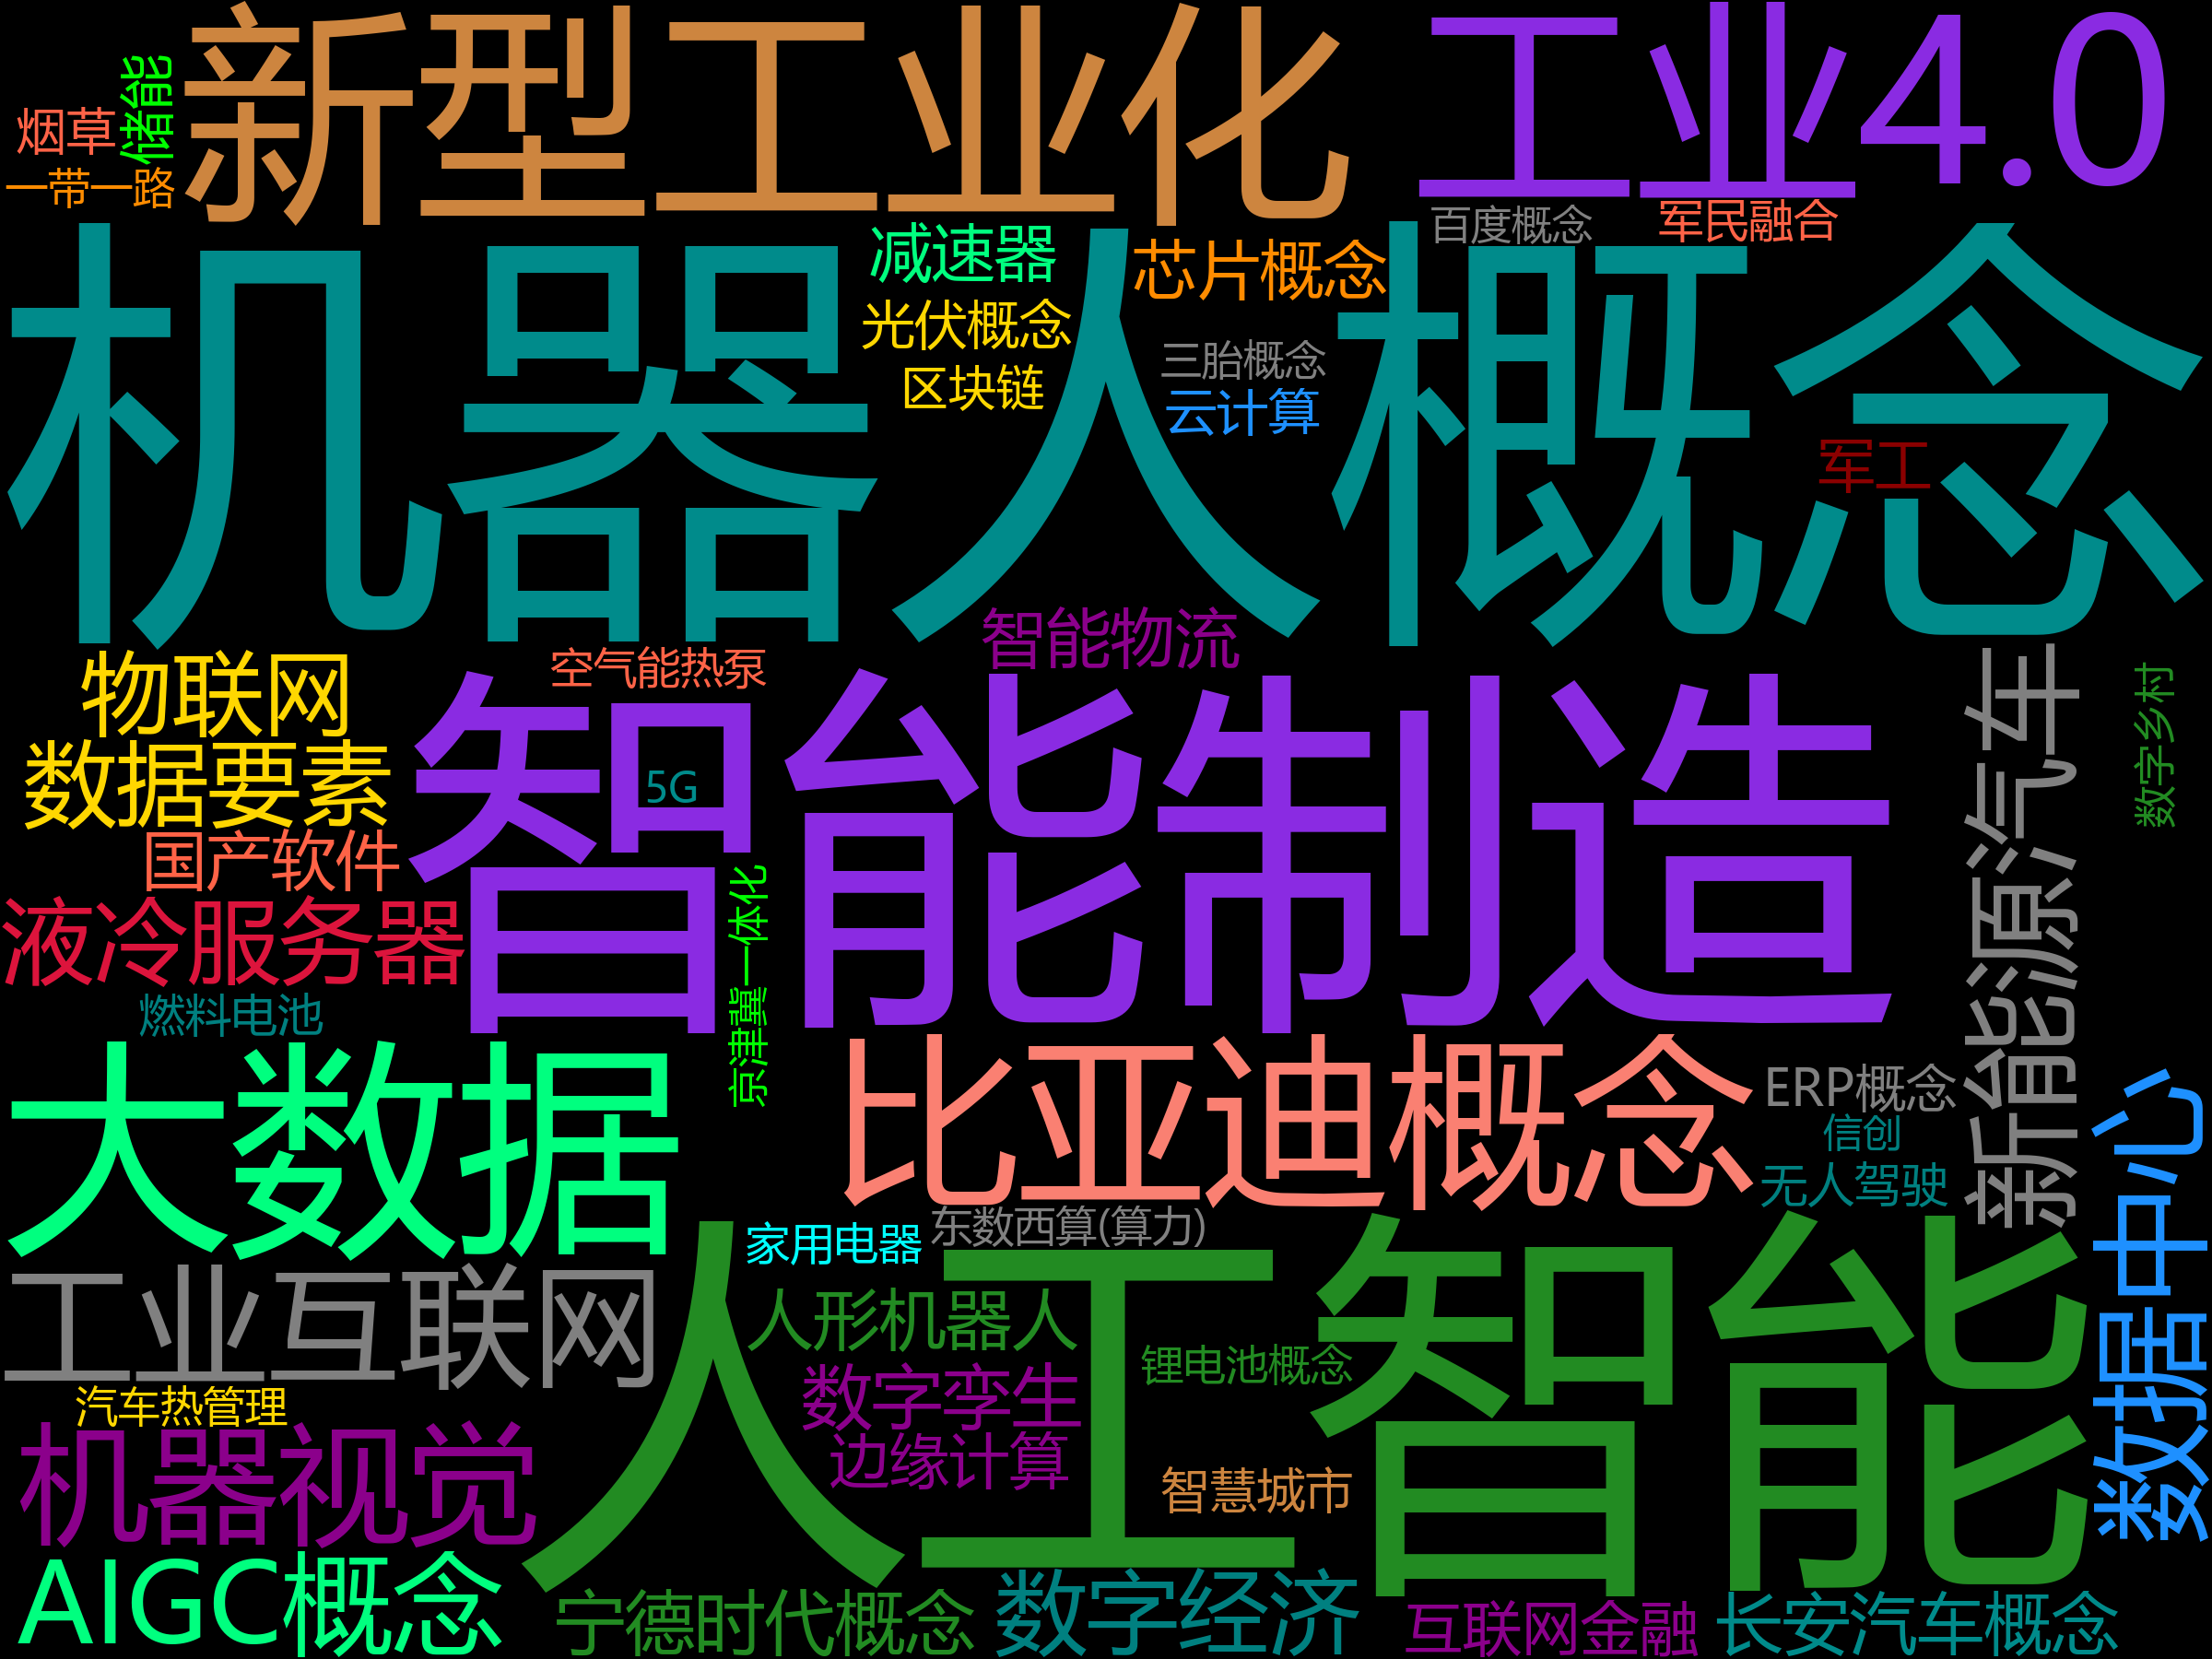 新型工业化
工业4.0
储能
烟草
一带一路
百度概念
军民融合
机器人概念
减速器
芯片概念
光伏概念
三胎概念
区块链
云计算
军工
智能物流
空气能热泵
物联网
智能制造
新能源汽车
数字乡村
数据要素
5G
国产软件
京津冀一体化
液冷服务器
燃料电池
大数据
比亚迪概念
ERP概念
信创
无人驾驶
数据中心
东数西算(算力)
家用电器
人工智能
工业互联网
人形机器人
锂电池概念
数字孪生
汽车热管理
机器视觉
边缘计算
智慧城市
AIGC概念
宁德时代概念
数字经济
互联网金融
长安汽车概念